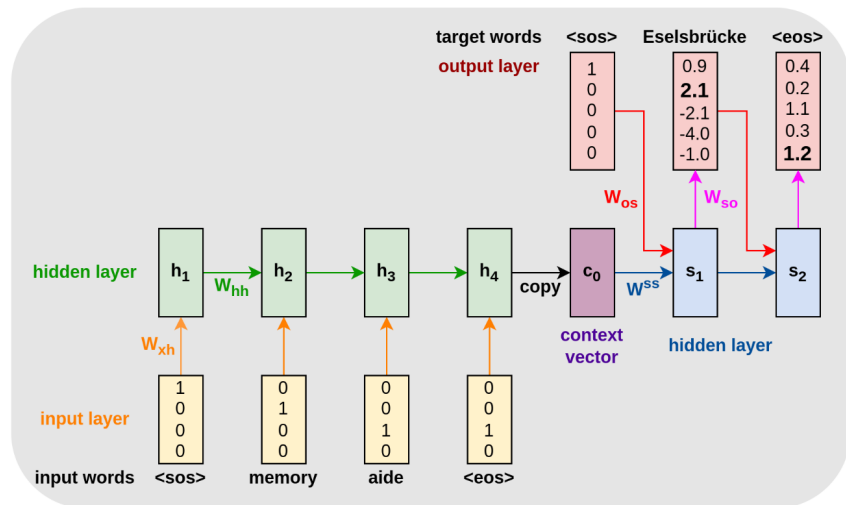 target words <sos> Eselsbrücke <eos>
output layer
1 0.9 0.4
0 2.1 0.2
0 -2.1 1.1
0 -4.0 0.3
0 -1.0 1.2
Wos Wso
hidden layer h1 h2 h3 h4 c0 s1 s2
Whh copy Wss
Wxh context hidden layer
vector
input layer
1 0 0 0
0 1 0 0
0 0 1 1
0 0 0 0
input words <sos> memory aide <eos>